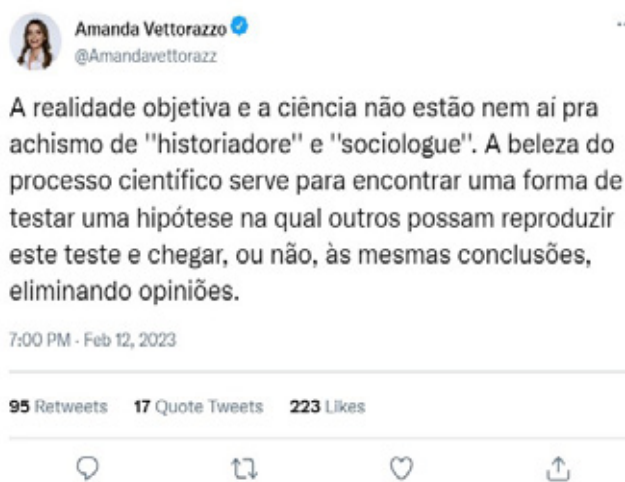 Amanda Vettorazzo
@Amandavettorazz
A realidade objetiva e a ciência não estão nem aí pra
achismo de "historiadore" e "sociologue". A beleza do
processo científico serve para encontrar uma forma de
testar uma hipótese na qual outros possam reproduzir
este teste e chegar, ou não, às mesmas conclusões,
eliminando opiniões.
7:00 PM · Feb 12, 2023
95 Retweets 17 Quote Tweets 223 Likes